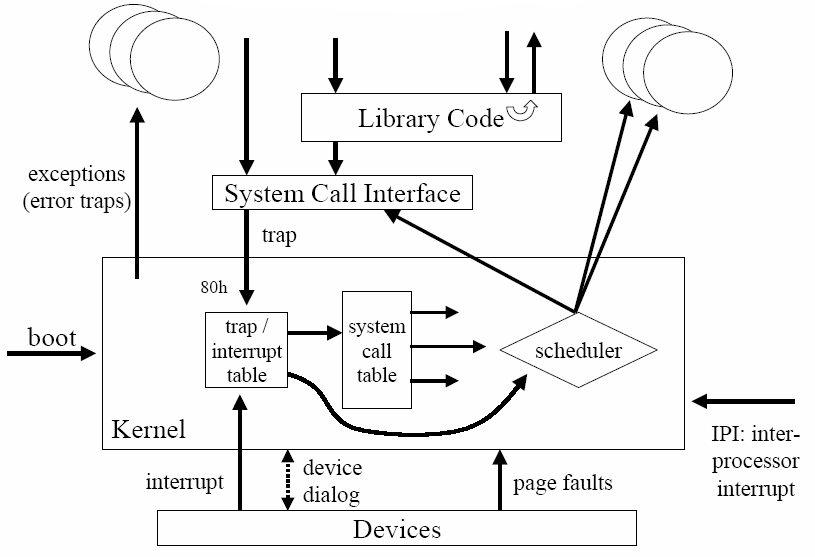 Library Code
exceptions
(error traps)
System Call Interface
trap
80h
boot
trap /
interrupt
table
system
call
table
scheduler
Kernel
IPI: inter-
processor
interrupt
interrupt
device
dialog
page faults
Devices